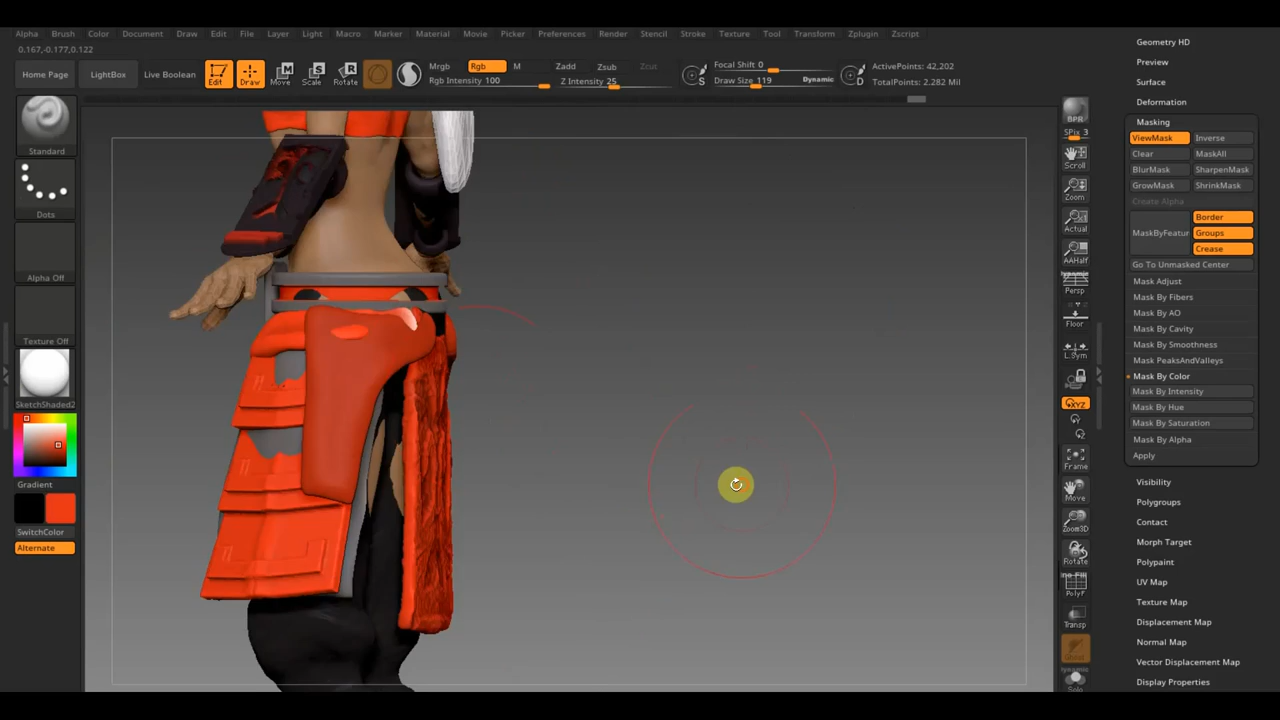 Alpha Brush Color Document Draw Edit File Layer Light Macro Marker Material Movie Picker Preferences Render Stencil Stroke Texture Tool Transform Zplugin Zscript
0.167,-0.177,0.122
Home Page LightBox Live Boolean Edit Draw Move Scale Rotate
Mrgb Rgb M Zadd Zsub Zcut Focal Shift 0 ActivePoints: 42,202
Rgb Intensity 100 Z Intensity 25 Draw Size 119 Dynamic TotalPoints: 2.282 Mil
S
D
Standard
Dots
Alpha Off
Texture Off
SketchShaded2
Gradient
SwitchColor
Alternate
BPR
SPix 3
Scroll
Zoom
Actual
AAHalf
Dynamic
Persp
Floor
L.Sym
XYZ
Y
Z
Frame
Move
Zoom3D
Rotate
PolyF
Transp
Ghost
Dynamic
Solo
Geometry HD
Preview
Surface
Deformation
Masking
ViewMask Inverse
Clear MaskAll
BlurMask SharpenMask
GrowMask ShrinkMask
Create Alpha
Border
MaskByFeatur Groups
Crease
Go To Unmasked Center
Mask Adjust
Mask By Fibers
Mask By AO
Mask By Cavity
Mask By Smoothness
Mask PeaksAndValleys
Mask By Color
Mask By Intensity
Mask By Hue
Mask By Saturation
Mask By Alpha
Apply
Visibility
Polygroups
Contact
Morph Target
Polypaint
UV Map
Texture Map
Displacement Map
Normal Map
Vector Displacement Map
Display Properties